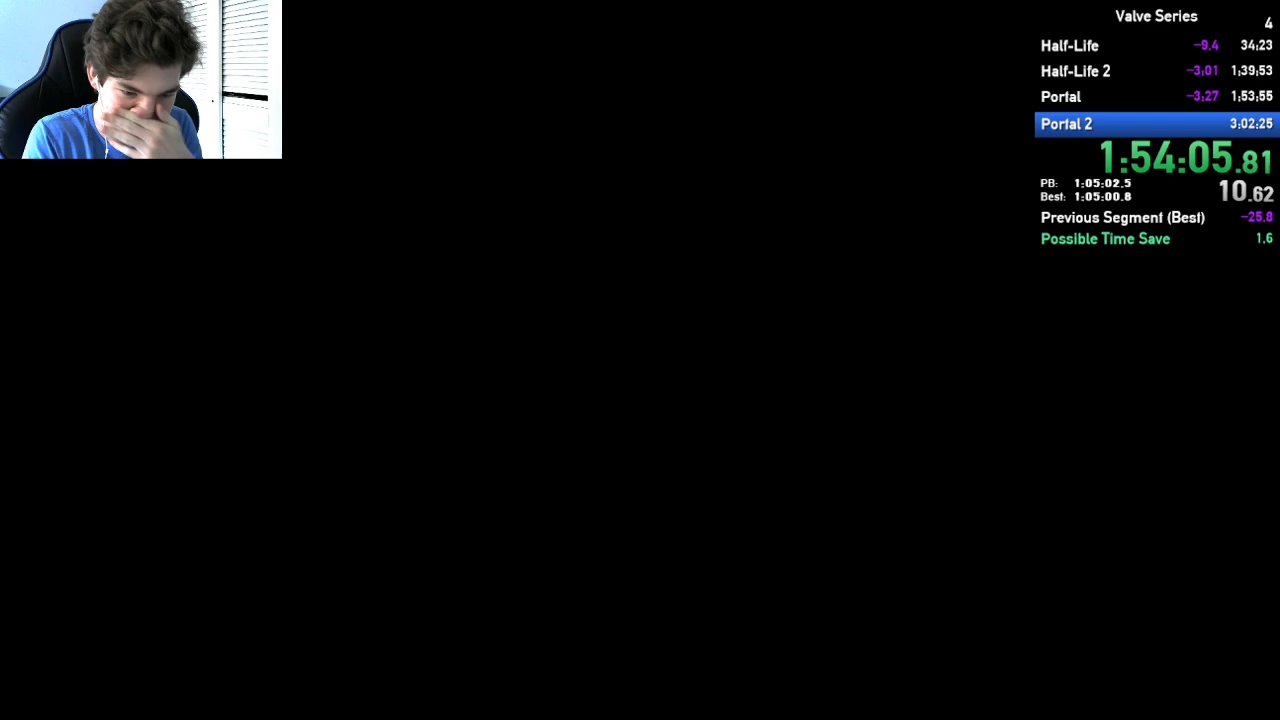 Valve Series
4
Half-Life −9.4 34:23
Half-Life 2 −3:01 1:39:53
Portal −3:27 1:53:55
Portal 2 3:02:25
1:54:05.81
PB: 1:05:02.5 10.62
Best: 1:05:00.8
Previous Segment (Best) −25.8
Possible Time Save 1.6